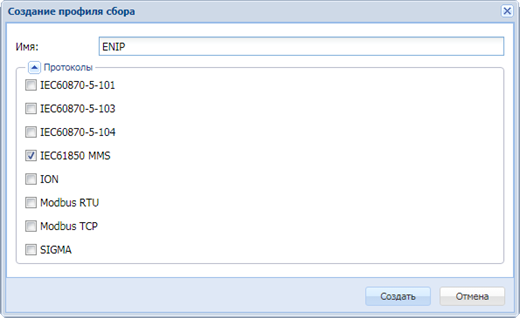 Создание профиля сбора
Имя: ENIP
Протоколы
IEC60870-5-101
IEC60870-5-103
IEC60870-5-104
IEC61850 MMS
ION
Modbus RTU
Modbus TCP
SIGMA
Создать Отмена